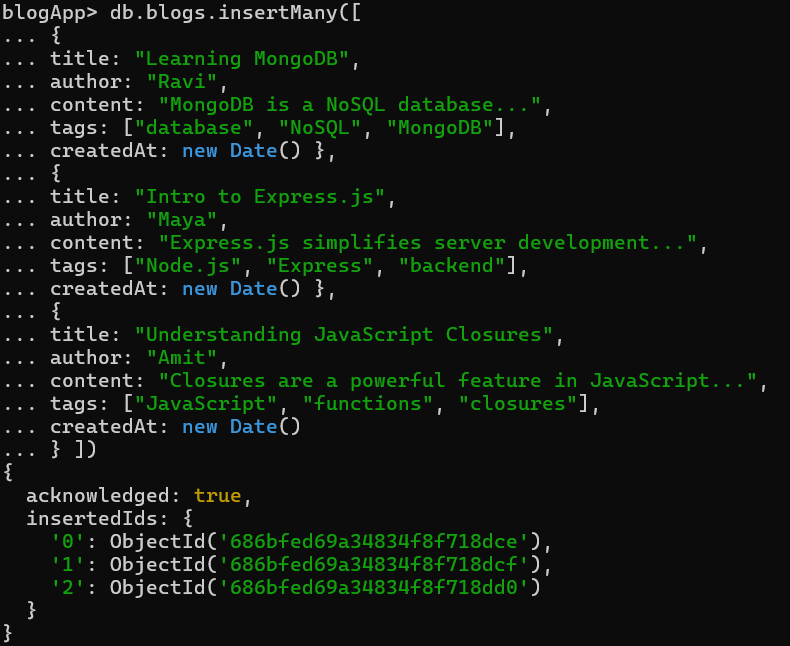 blogApp> db.blogs.insertMany([
... {
... title: "Learning MongoDB",
... author: "Ravi",
... content: "MongoDB is a NoSQL database...",
... tags: ["database", "NoSQL", "MongoDB"],
... createdAt: new Date() },
... {
... title: "Intro to Express.js",
... author: "Maya",
... content: "Express.js simplifies server development...",
... tags: ["Node.js", "Express", "backend"],
... createdAt: new Date() },
... {
... title: "Understanding JavaScript Closures",
... author: "Amit",
... content: "Closures are a powerful feature in JavaScript...",
... tags: ["JavaScript", "functions", "closures"],
... createdAt: new Date()
... } ])
{
  acknowledged: true,
  insertedIds: {
    '0': ObjectId('686bfed69a34834f8f718dce'),
    '1': ObjectId('686bfed69a34834f8f718dcf'),
    '2': ObjectId('686bfed69a34834f8f718dd0')
  }
}